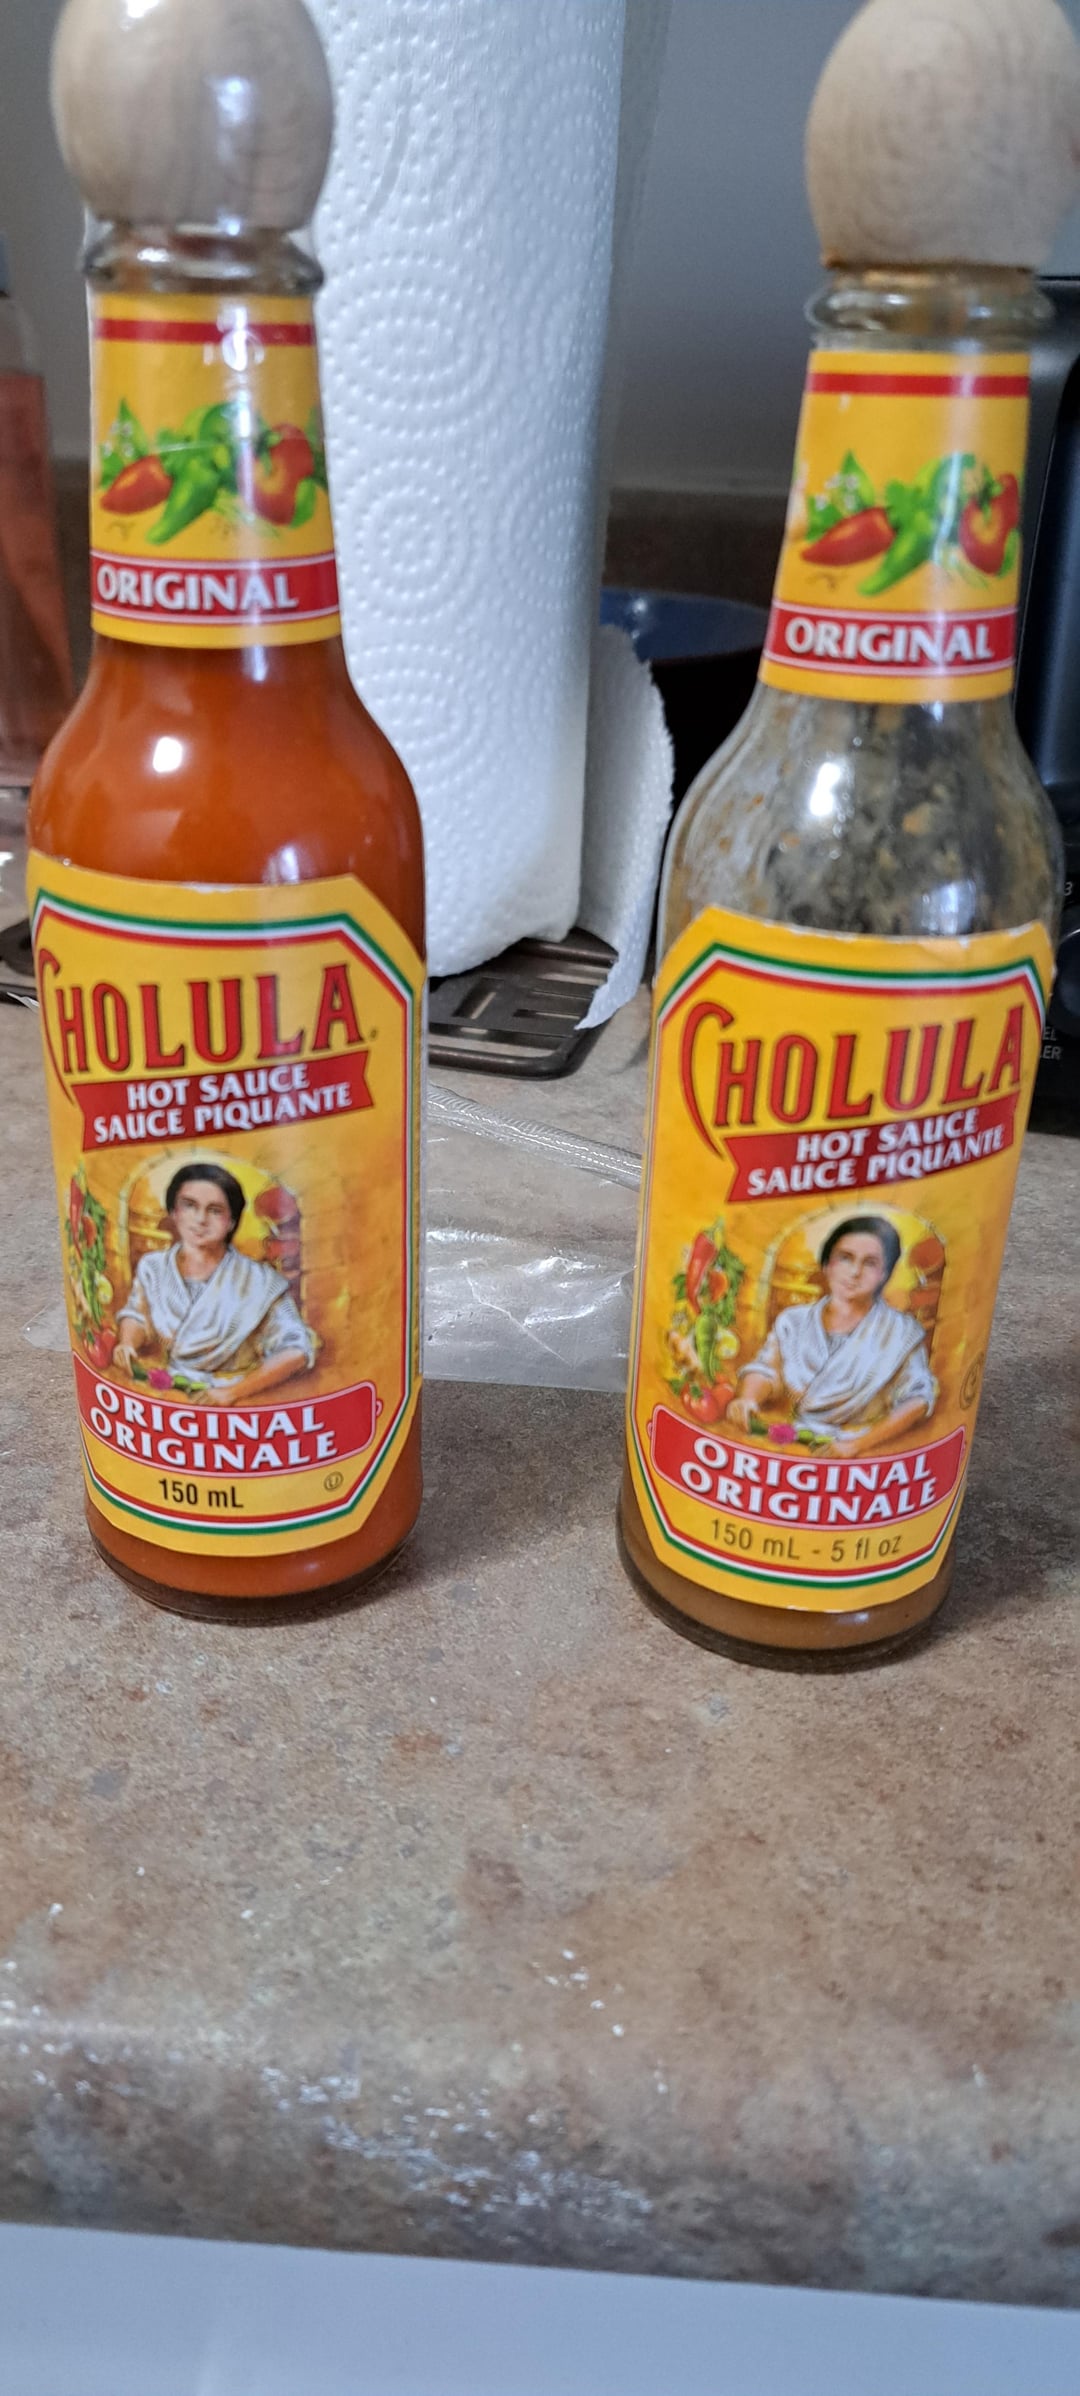 ORIGINAL
CHOLULA
HOT SAUCE
SAUCE PIQUANTE
ORIGINAL
ORIGINALE
150 mL
ORIGINAL
CHOLULA
HOT SAUCE
SAUCE PIQUANTE
ORIGINAL
ORIGINALE
150 mL - 5 fl oz